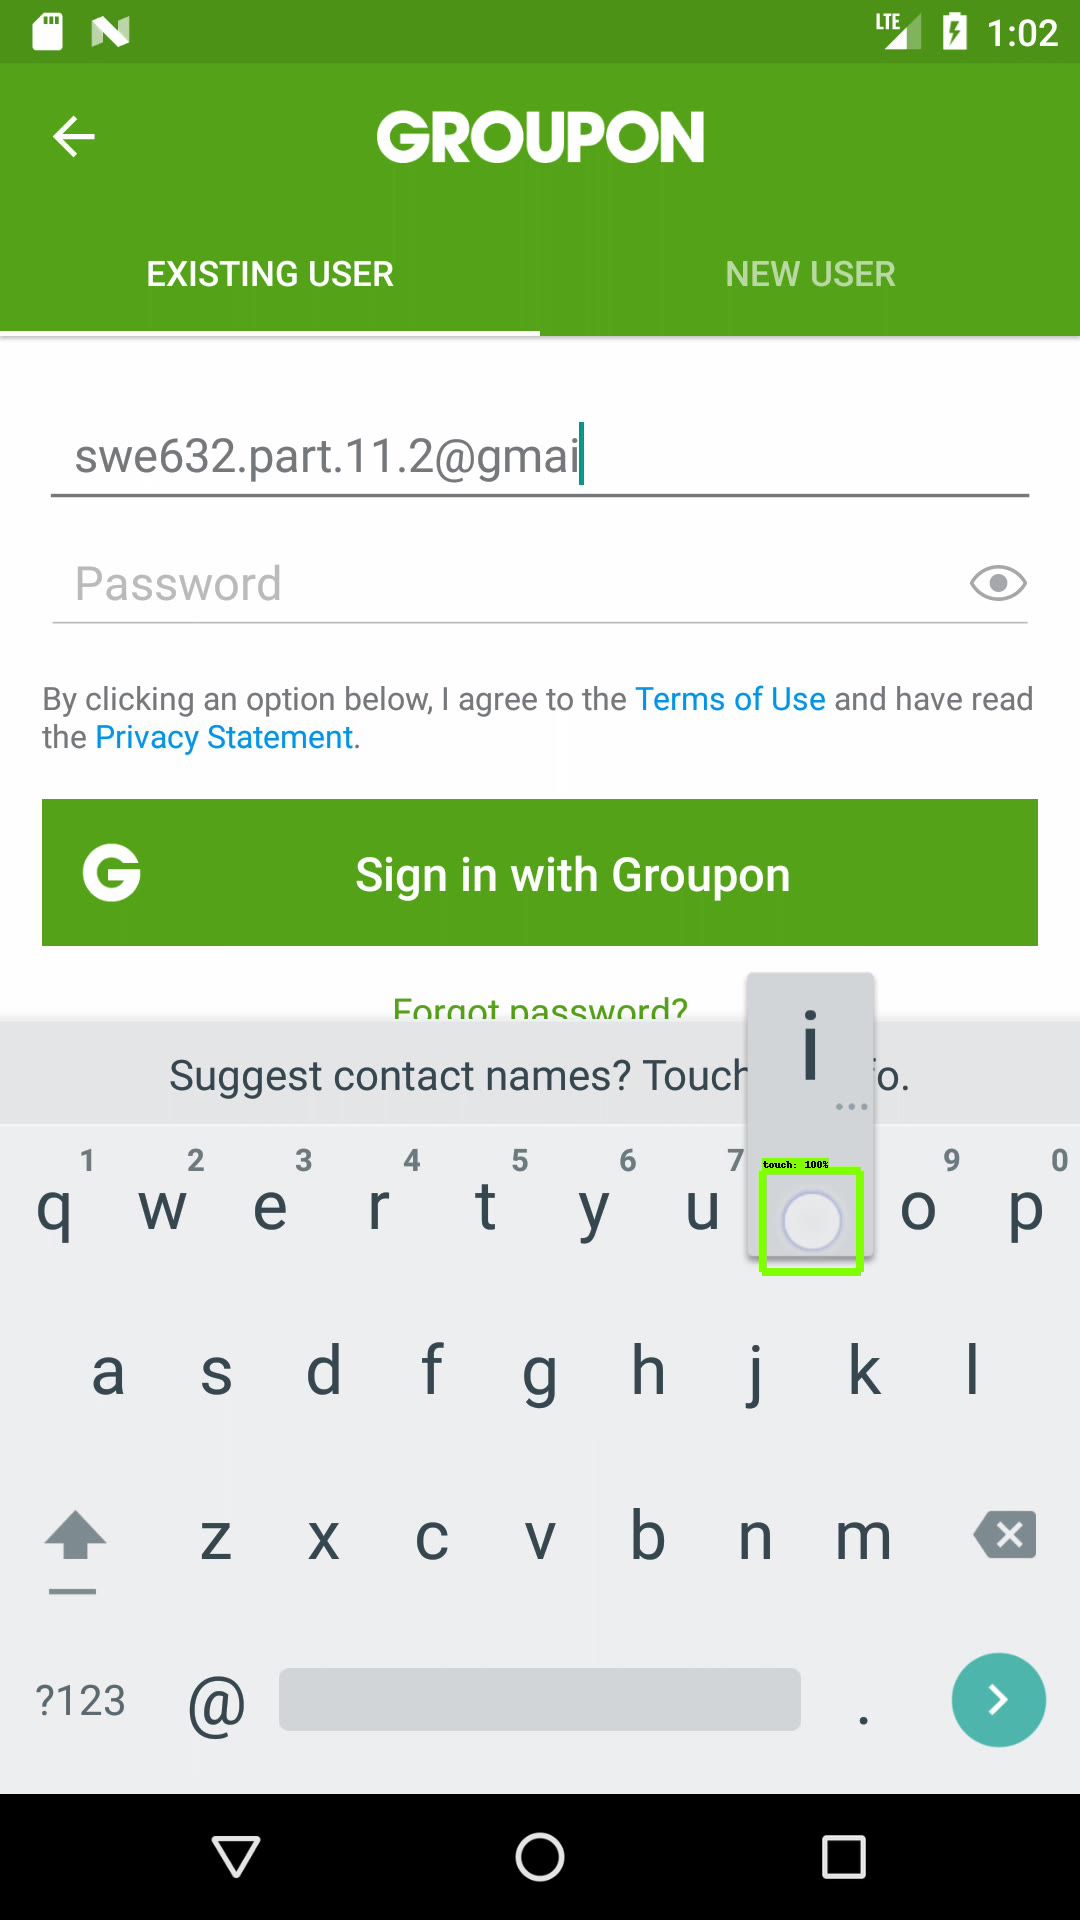 LTE 1:02
GROUPON
EXISTING USER NEW USER
swe632.part.11.2@gmai
Password
By clicking an option below, I agree to the Terms of Use and have read
the Privacy Statement.
G Sign in with Groupon
Forgot password?
i
Suggest contact names? Touch fo.
...
touch: 100%
1 2 3 4 5 6 7 9 0
q w e r t y u o p
a s d f g h j k l
z x c v b n m
?123 @ .